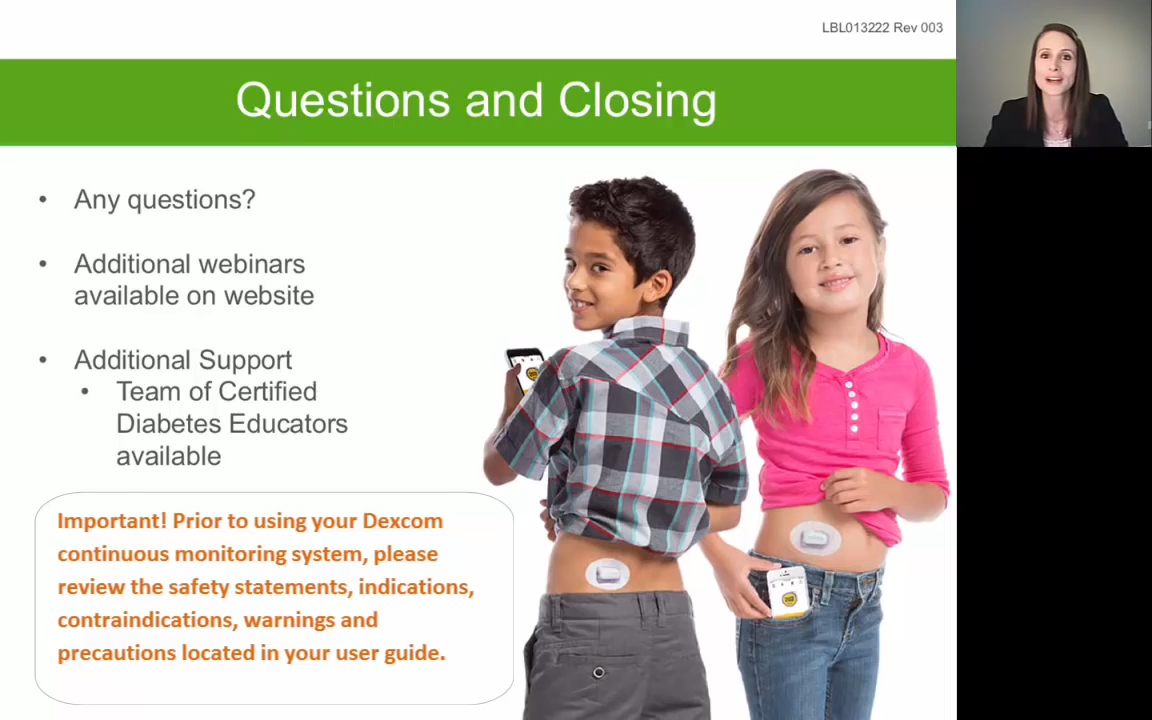 LBL013222 Rev 003
Questions and Closing
• Any questions?
• Additional webinars
available on website
• Additional Support
• Team of Certified
Diabetes Educators
available
Important! Prior to using your Dexcom
continuous monitoring system, please
review the safety statements, indications,
contraindications, warnings and
precautions located in your user guide.